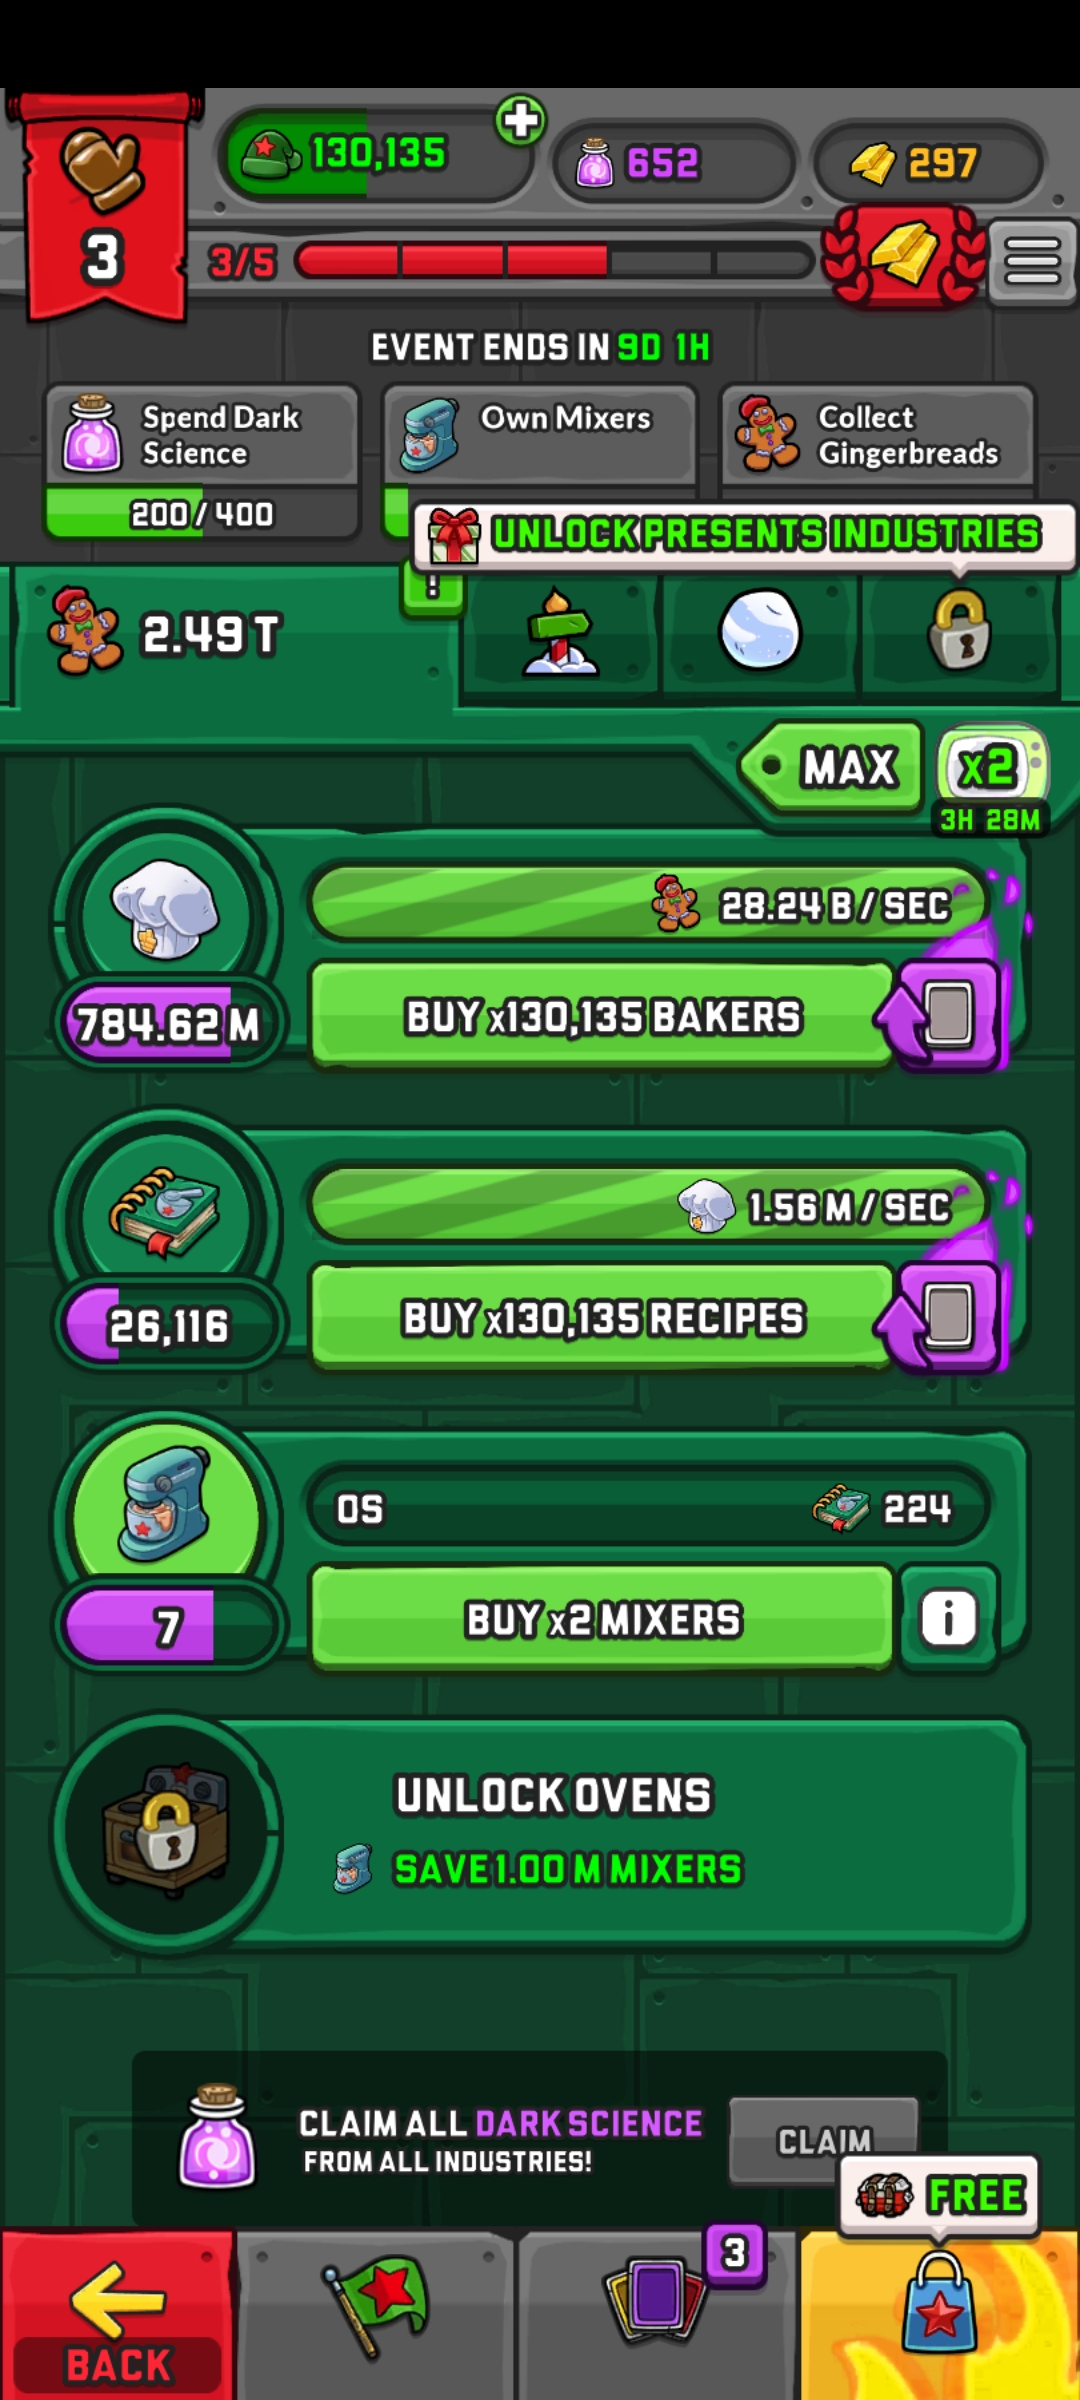 130,135
652
297
3
3/5
EVENT ENDS IN 9D 1H
Spend Dark
Science
Own Mixers
Collect
Gingerbreads
200 / 400
UNLOCK PRESENTS INDUSTRIES
!
2.49 T
MAX
x2
3H 28M
28.24 B / SEC
784.62 M
BUY x130,135 BAKERS
1.56 M / SEC
26,116
BUY x130,135 RECIPES
0S
224
7
BUY x2 MIXERS
i
UNLOCK OVENS
SAVE 1.00 M MIXERS
CLAIM ALL DARK SCIENCE
FROM ALL INDUSTRIES!
CLAIM
FREE
3
BACK